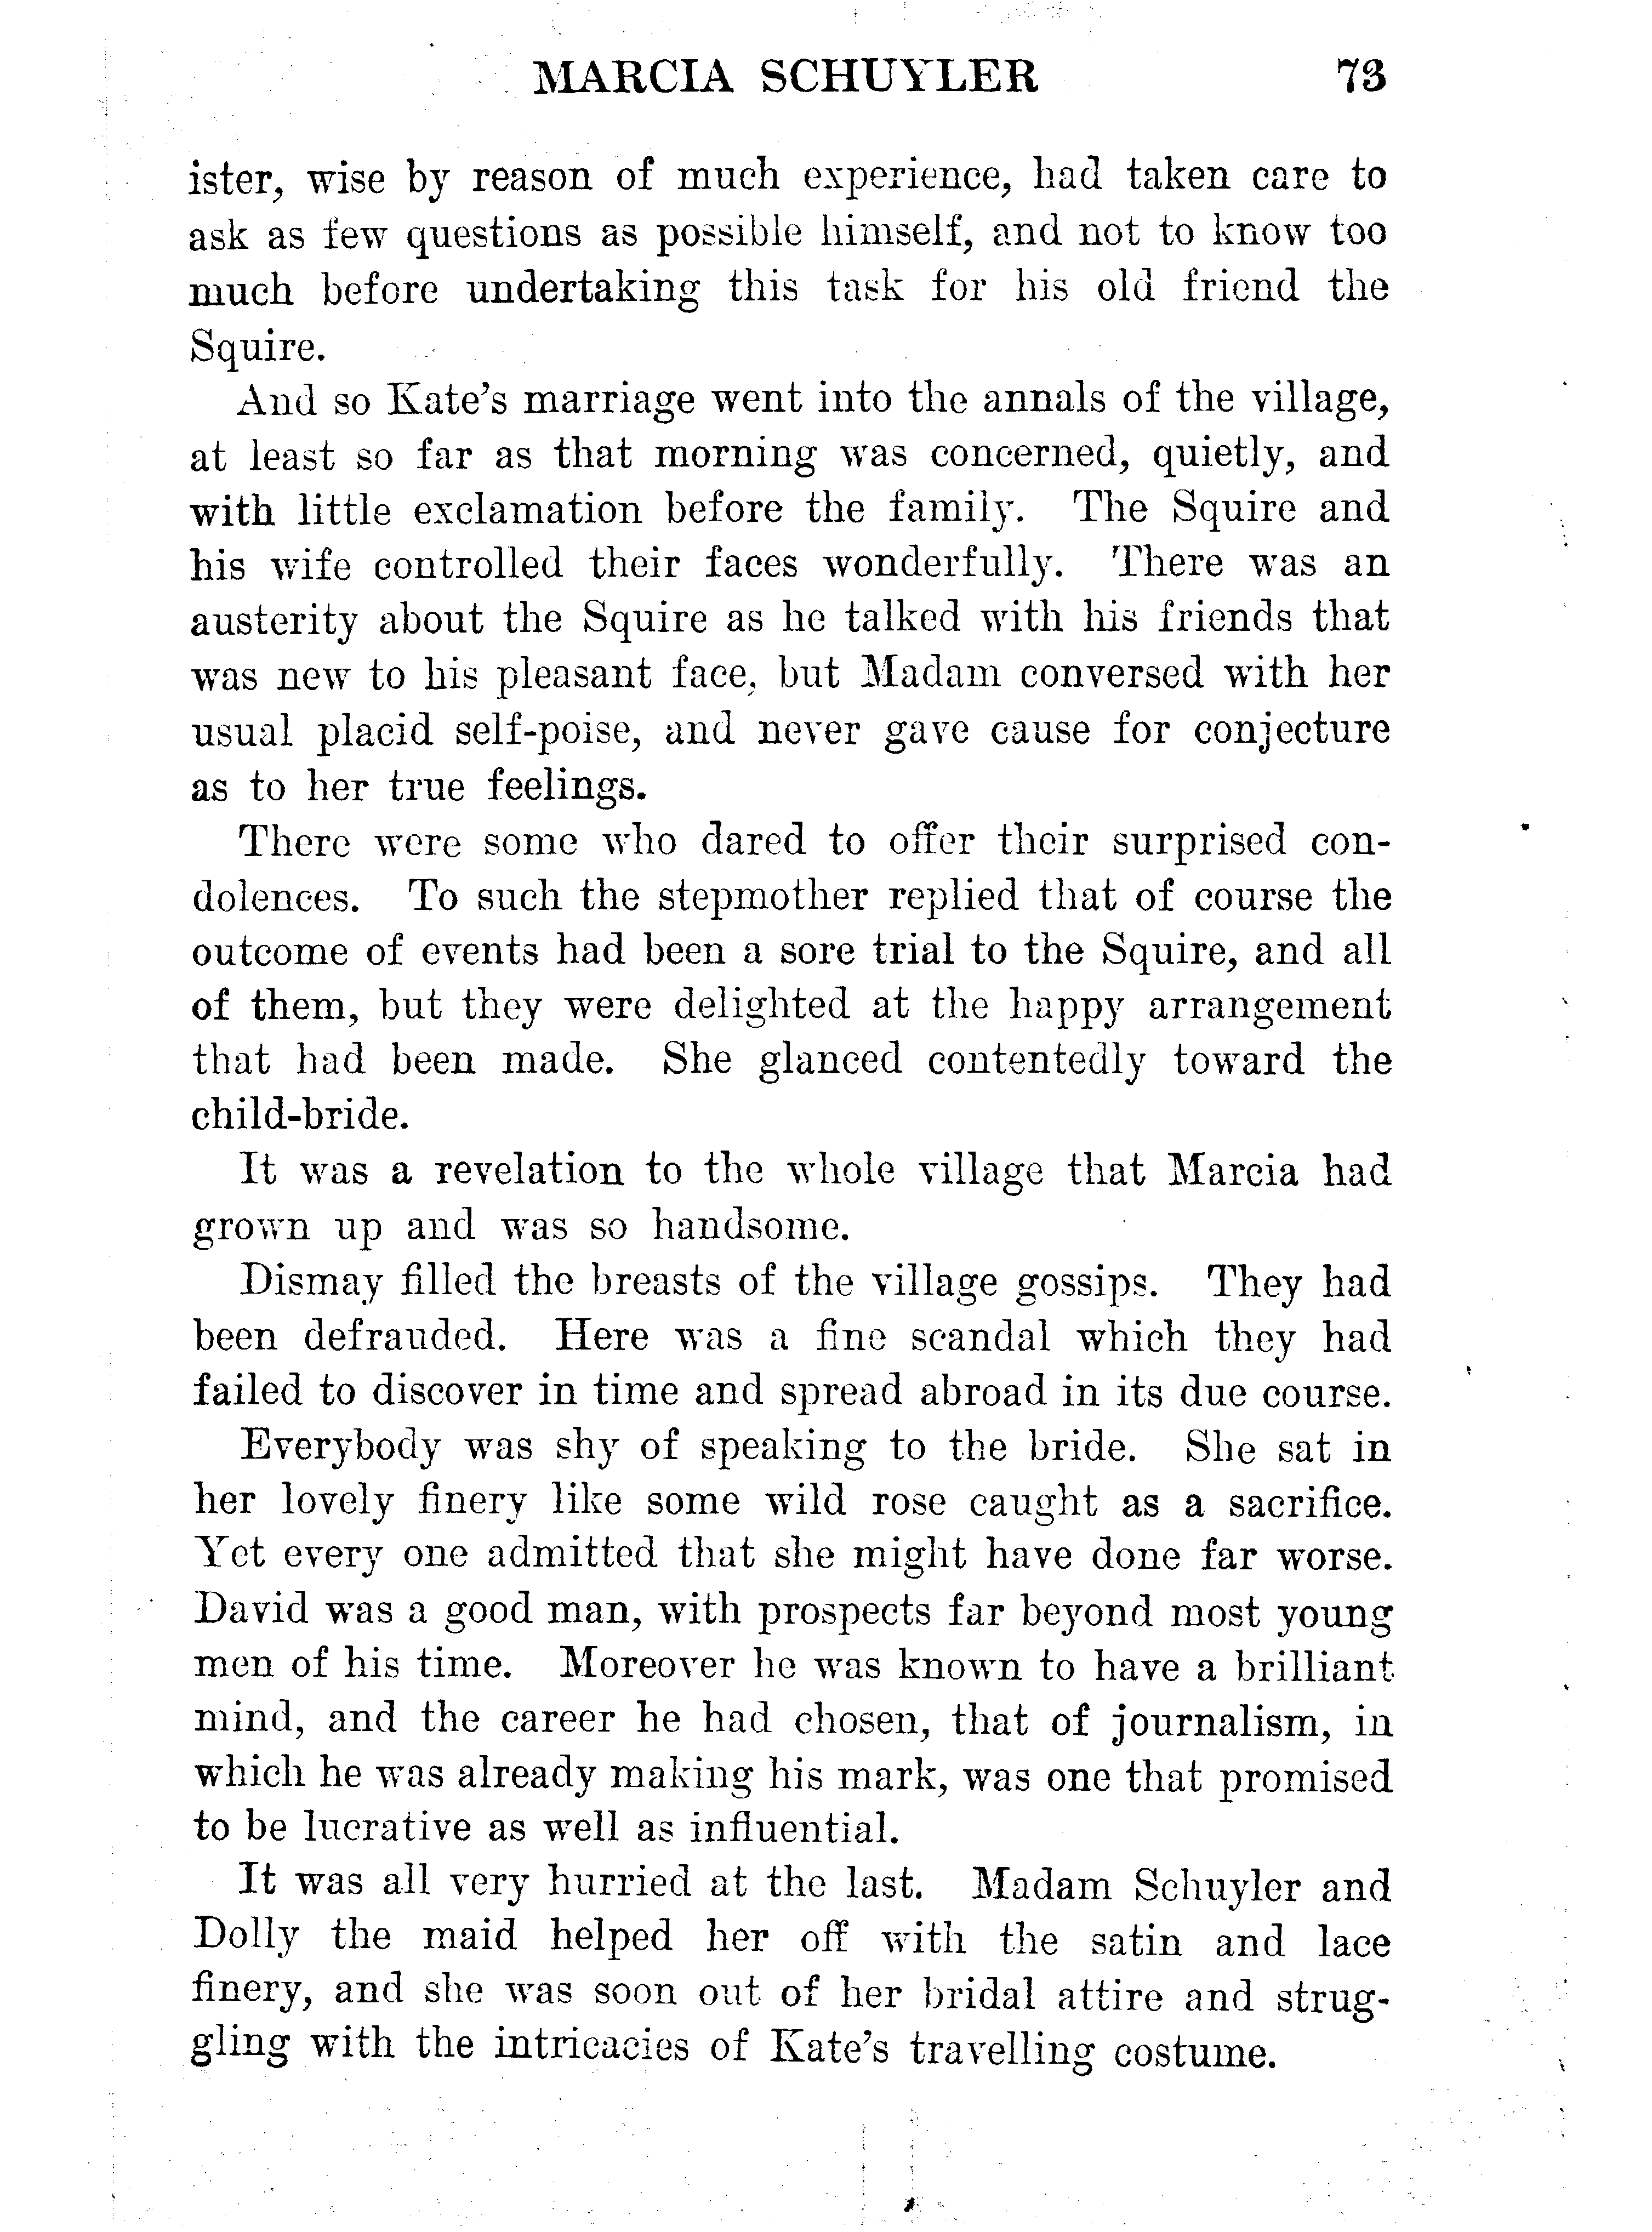 MARCIA SCHUYLER 73
ister, wise by reason of much experience, had taken care to
ask as few questions as possible himself, and not to know too
much before undertaking this task for his old friend the
Squire.
And so Kate's marriage went into the annals of the village,
at least so far as that morning was concerned, quietly, and
with little exclamation before the family. The Squire and
his wife controlled their faces wonderfully. There was an
austerity about the Squire as he talked with his friends that
was new to his pleasant face, but Madam conversed with her
usual placid self-poise, and never gave cause for conjecture
as to her true feelings.
There were some who dared to offer their surprised con-
dolences. To such the stepmother replied that of course the
outcome of events had been a sore trial to the Squire, and all
of them, but they were delighted at the happy arrangement
that had been made. She glanced contentedly toward the
child-bride.
It was a revelation to the whole village that Marcia had
grown up and was so handsome.
Dismay filled the breasts of the village gossips. They had
been defrauded. Here was a fine scandal which they had
failed to discover in time and spread abroad in its due course.
Everybody was shy of speaking to the bride. She sat in
her lovely finery like some wild rose caught as a sacrifice.
Yet every one admitted that she might have done far worse.
David was a good man, with prospects far beyond most young
men of his time. Moreover he was known to have a brilliant
mind, and the career he had chosen, that of journalism, in
which he was already making his mark, was one that promised
to be lucrative as well as influential.
It was all very hurried at the last. Madam Schuyler and
Dolly the maid helped her off with the satin and lace
finery, and she was soon out of her bridal attire and strug-
gling with the intricacies of Kate's travelling costume.